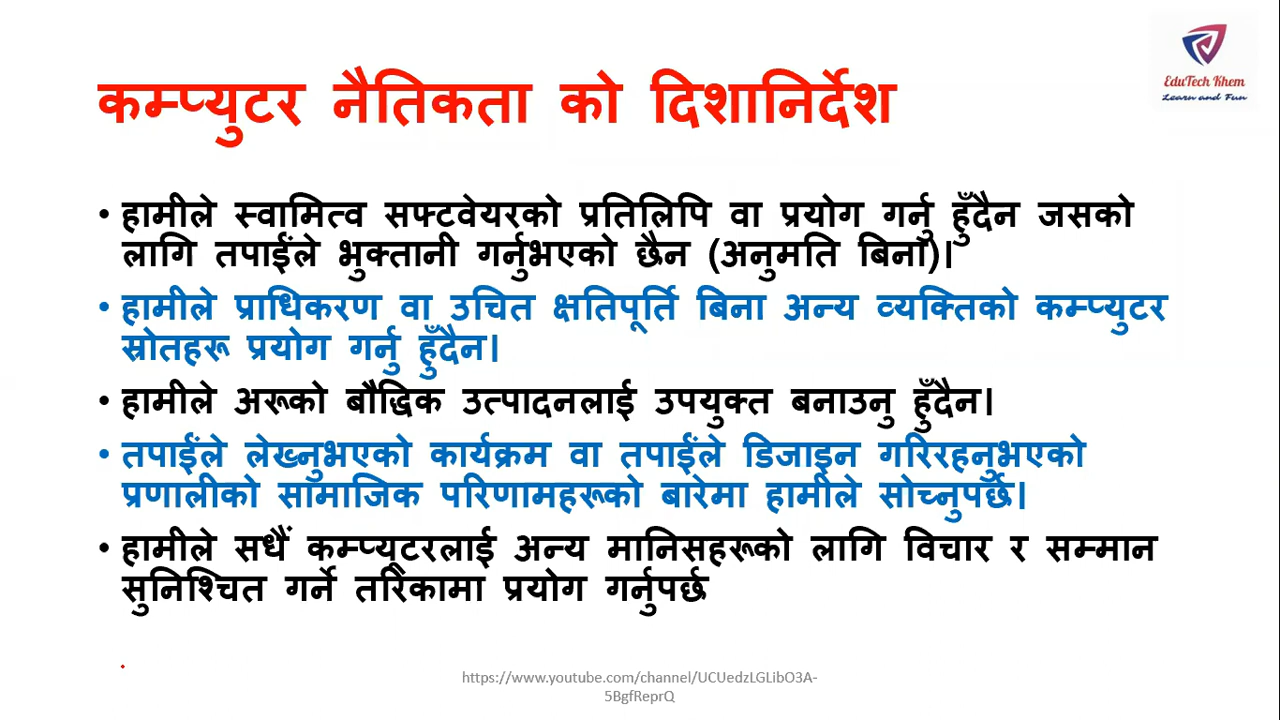 EduTech Khem
Learn and Fun
कम्प्युटर नैतिकता को दिशानिर्देश
• हामीले स्वामित्व सफ्टवेयरको प्रतिलिपि वा प्रयोग गर्नु हुँदैन जसको
लागि तपाईंले भुक्तानी गर्नुभएको छैन (अनुमति बिना)।
• हामीले प्राधिकरण वा उचित क्षतिपूर्ति बिना अन्य व्यक्तिको कम्प्युटर
स्रोतहरू प्रयोग गर्नु हुँदैन।
• हामीले अरूको बौद्धिक उत्पादनलाई उपयुक्त बनाउनु हुँदैन।
• तपाईंले लेख्नुभएको कार्यक्रम वा तपाईंले डिजाइन गरिरहनुभएको
प्रणालीको सामाजिक परिणामहरूको बारेमा हामीले सोच्नुपर्छ।
• हामीले सधैं कम्प्यूटरलाई अन्य मानिसहरूको लागि विचार र सम्मान
सुनिश्चित गर्ने तरिकामा प्रयोग गर्नुपर्छ
https://www.youtube.com/channel/UCUedzLGLibO3A-
5BgfReprQ